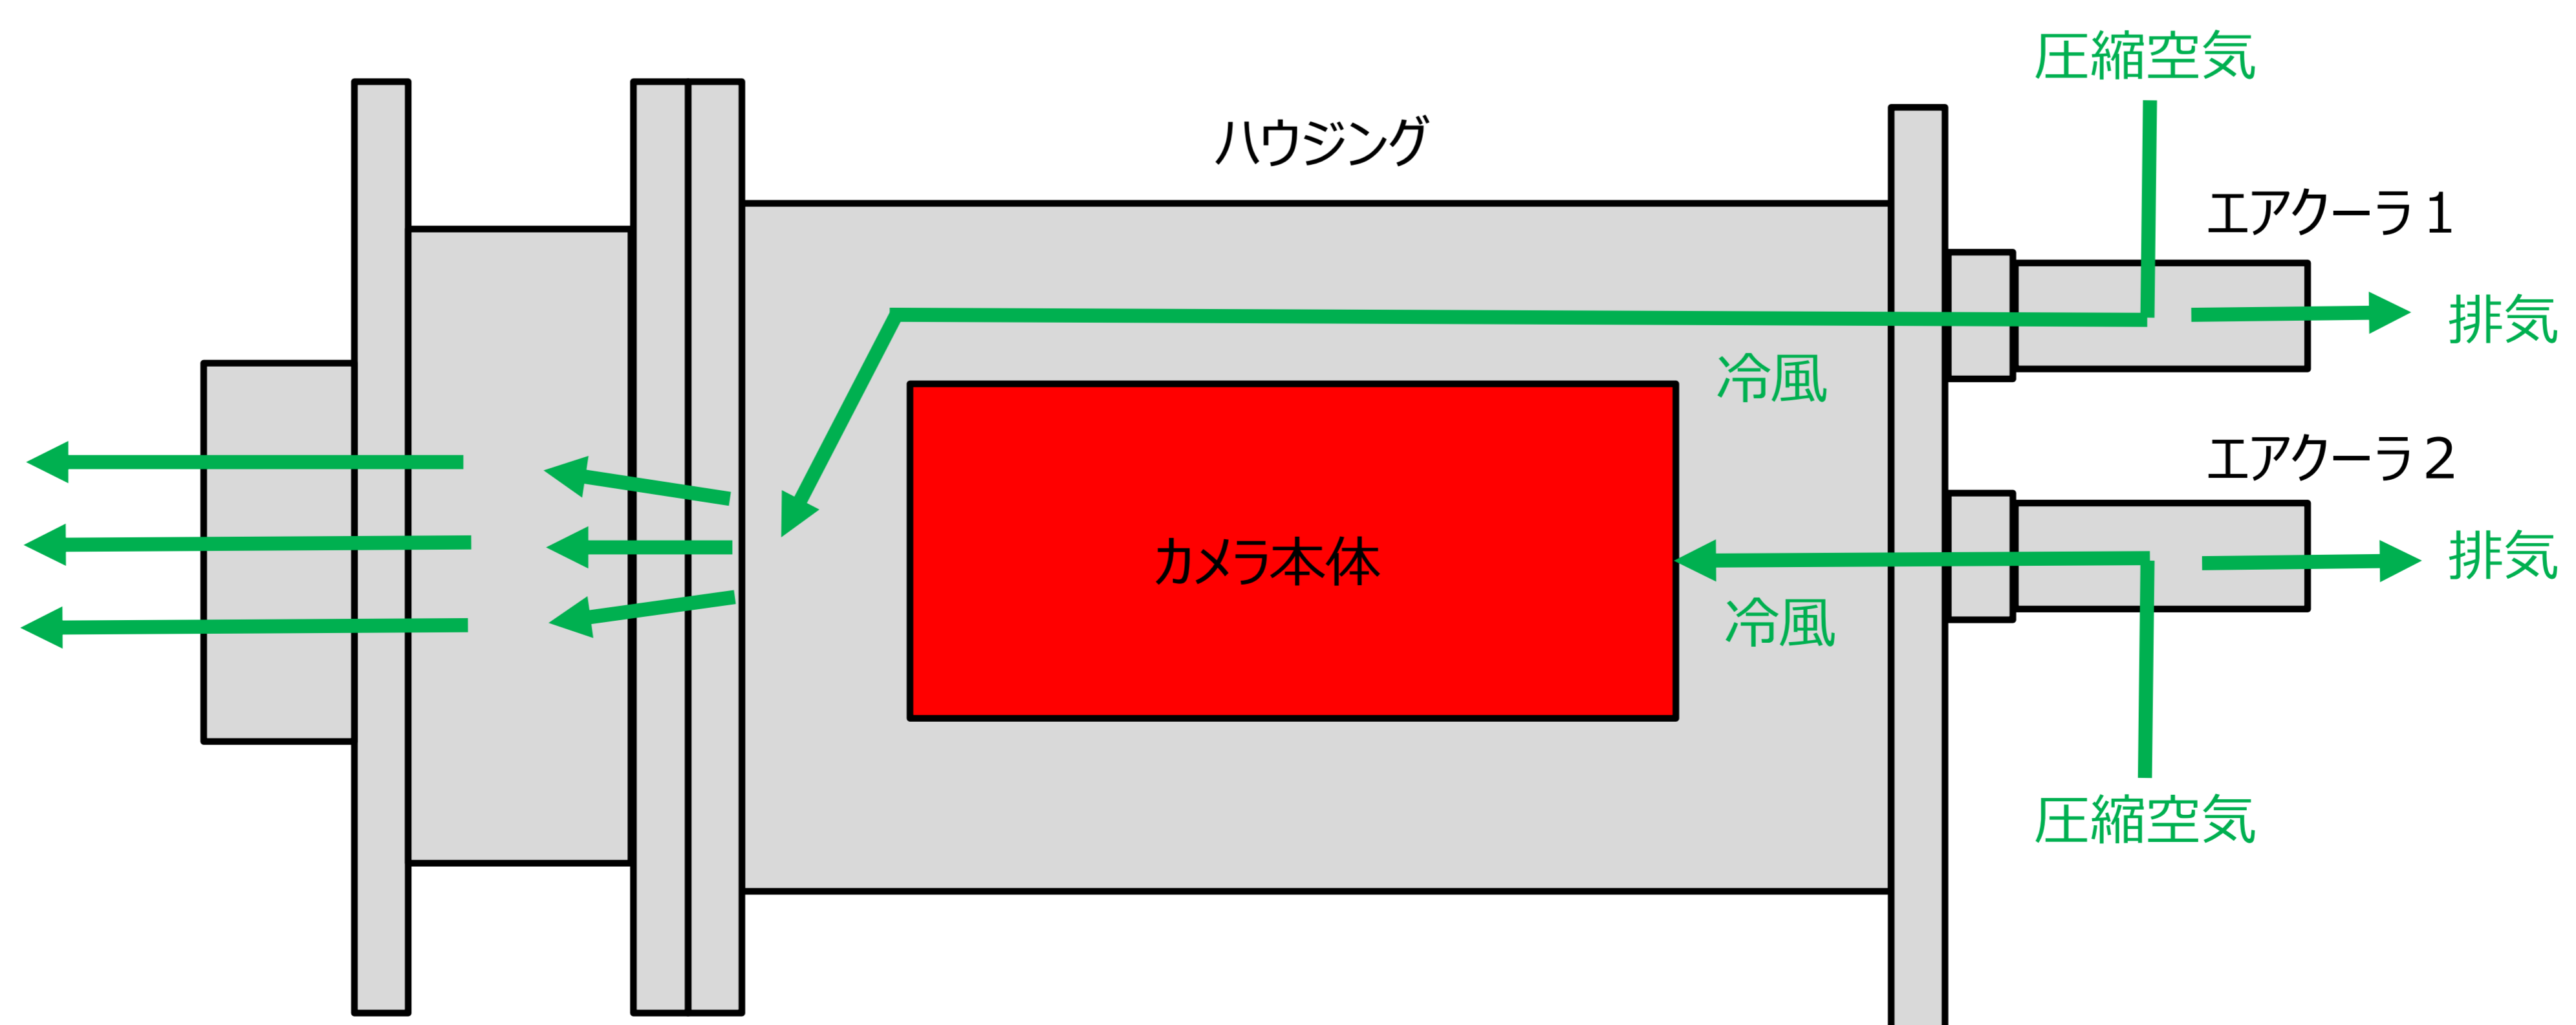 圧縮空気
ハウジング
エアクーラ1
排気
冷風
エアクーラ2
カメラ本体
排気
冷風
圧縮空気